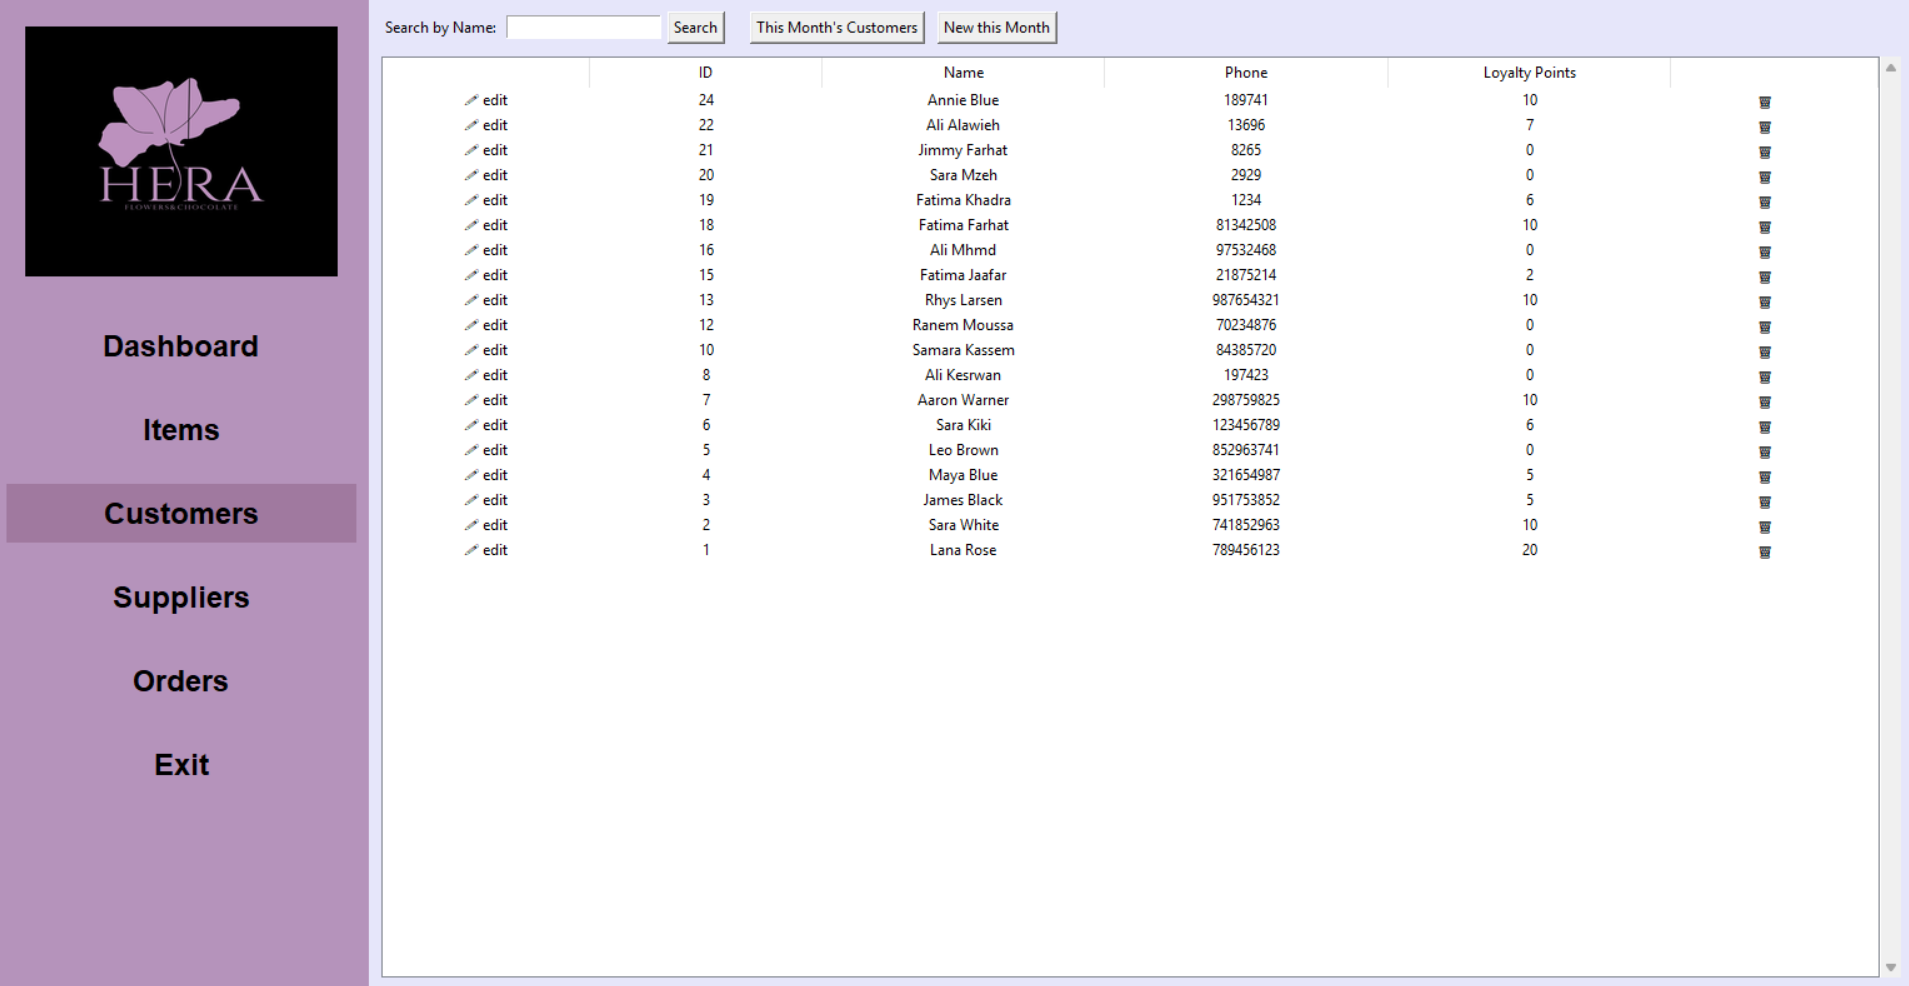 HERA
FLOWERS&CHOCOLATE
Dashboard
Items
Customers
Suppliers
Orders
Exit
Search by Name: Search This Month's Customers New this Month
ID Name Phone Loyalty Points
edit 24 Annie Blue 189741 10
edit 22 Ali Alawieh 13696 7
edit 21 Jimmy Farhat 8265 0
edit 20 Sara Mzeh 2929 0
edit 19 Fatima Khadra 1234 6
edit 18 Fatima Farhat 81342508 10
edit 16 Ali Mhmd 97532468 0
edit 15 Fatima Jaafar 21875214 2
edit 13 Rhys Larsen 987654321 10
edit 12 Ranem Moussa 70234876 0
edit 10 Samara Kassem 84385720 0
edit 8 Ali Kesrwan 197423 0
edit 7 Aaron Warner 298759825 10
edit 6 Sara Kiki 123456789 6
edit 5 Leo Brown 852963741 0
edit 4 Maya Blue 321654987 5
edit 3 James Black 951753852 5
edit 2 Sara White 741852963 10
edit 1 Lana Rose 789456123 20